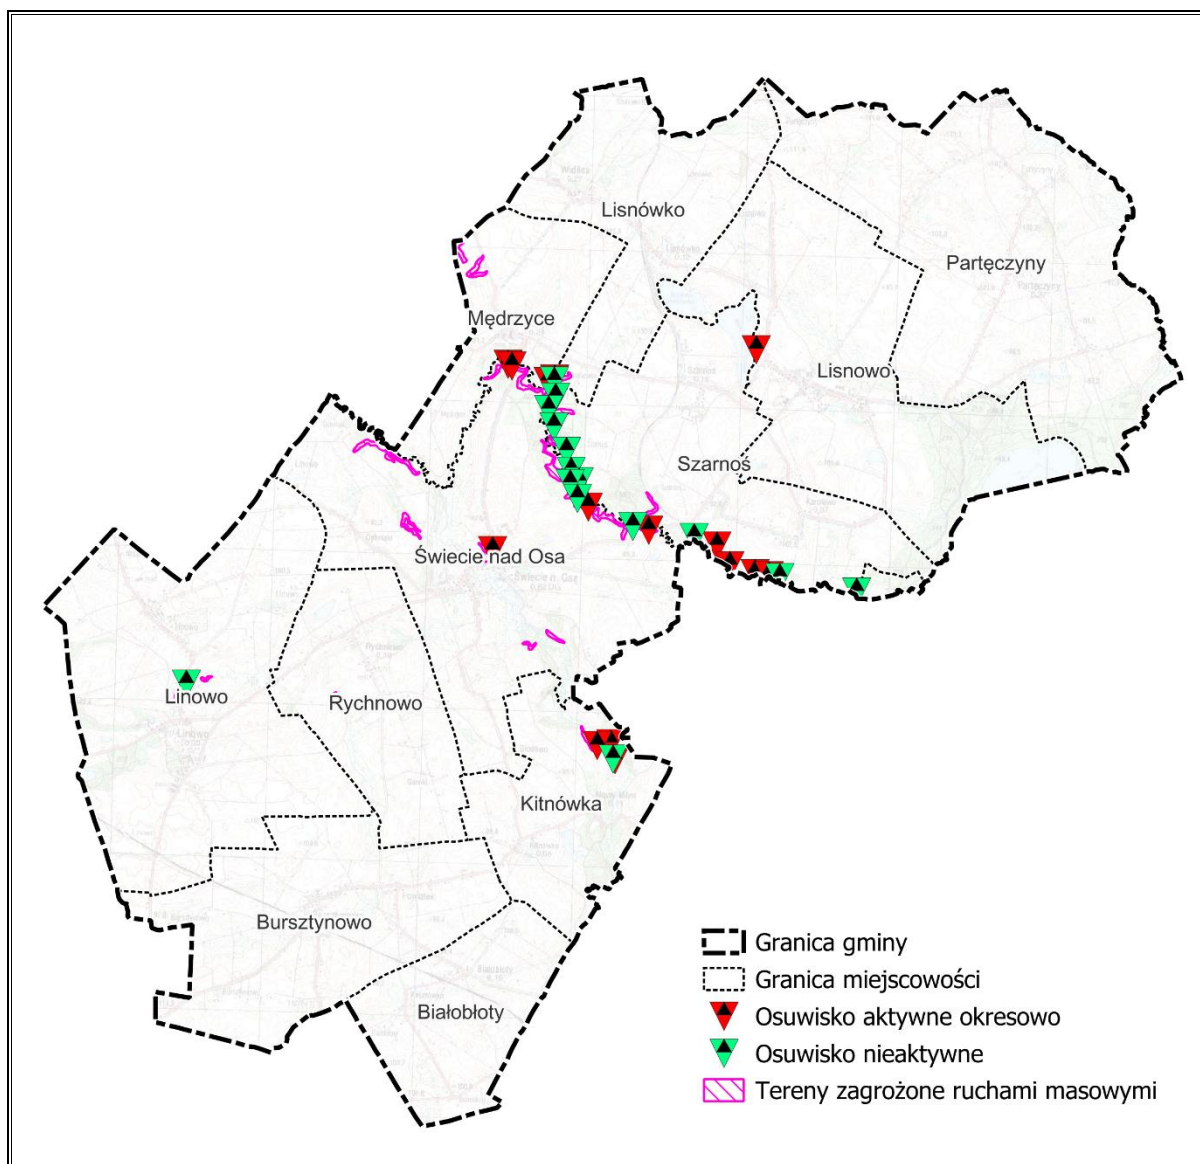 Lisnówko
Partęczyny
Mędrzyce
Lisnowo
Szarnoś
Świecie nad Osa
Linowo
Rychnowo
Kitnówka
Bursztynowo
Białobłoty
Granica gminy
Granica miejscowości
Osuwisko aktywne okresowo
Osuwisko nieaktywne
Tereny zagrożone ruchami masowymi